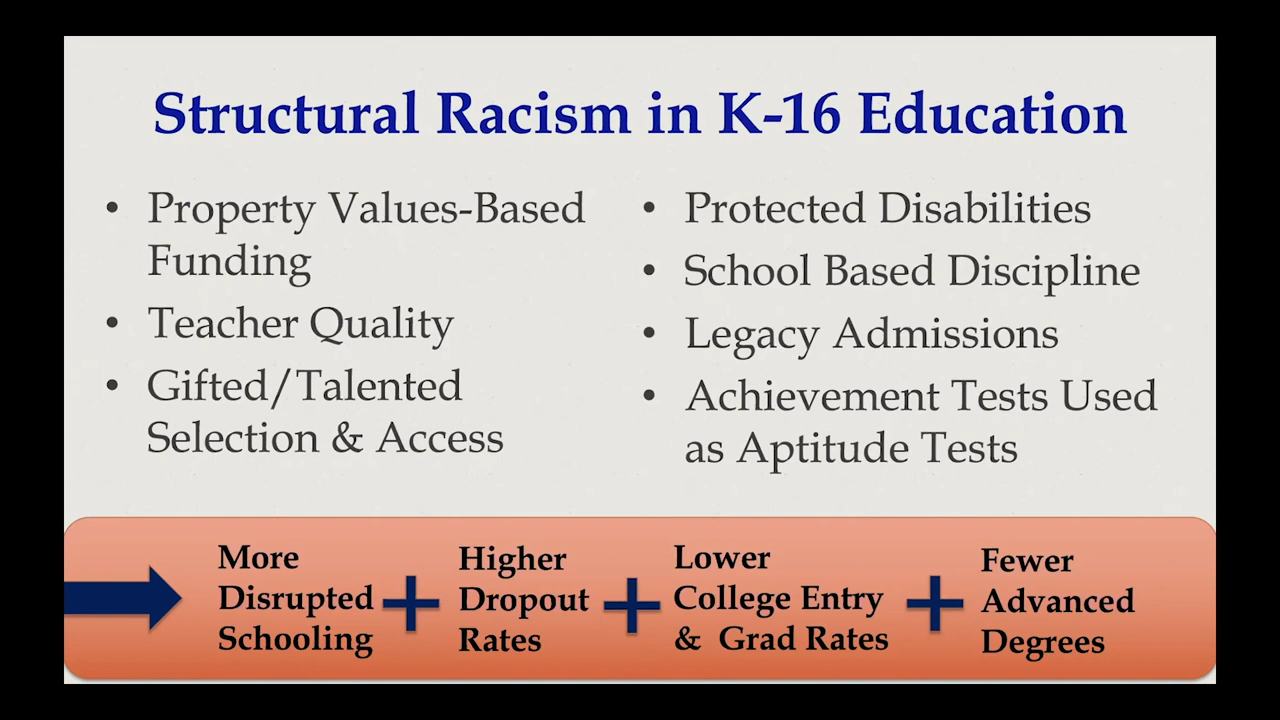 Structural Racism in K-16 Education
• Property Values-Based
Funding
• Teacher Quality
• Gifted/Talented
Selection & Access
• Protected Disabilities
• School Based Discipline
• Legacy Admissions
• Achievement Tests Used
as Aptitude Tests
More
Disrupted
Schooling
+
Higher
Dropout
Rates
+
Lower
College Entry
& Grad Rates
+
Fewer
Advanced
Degrees